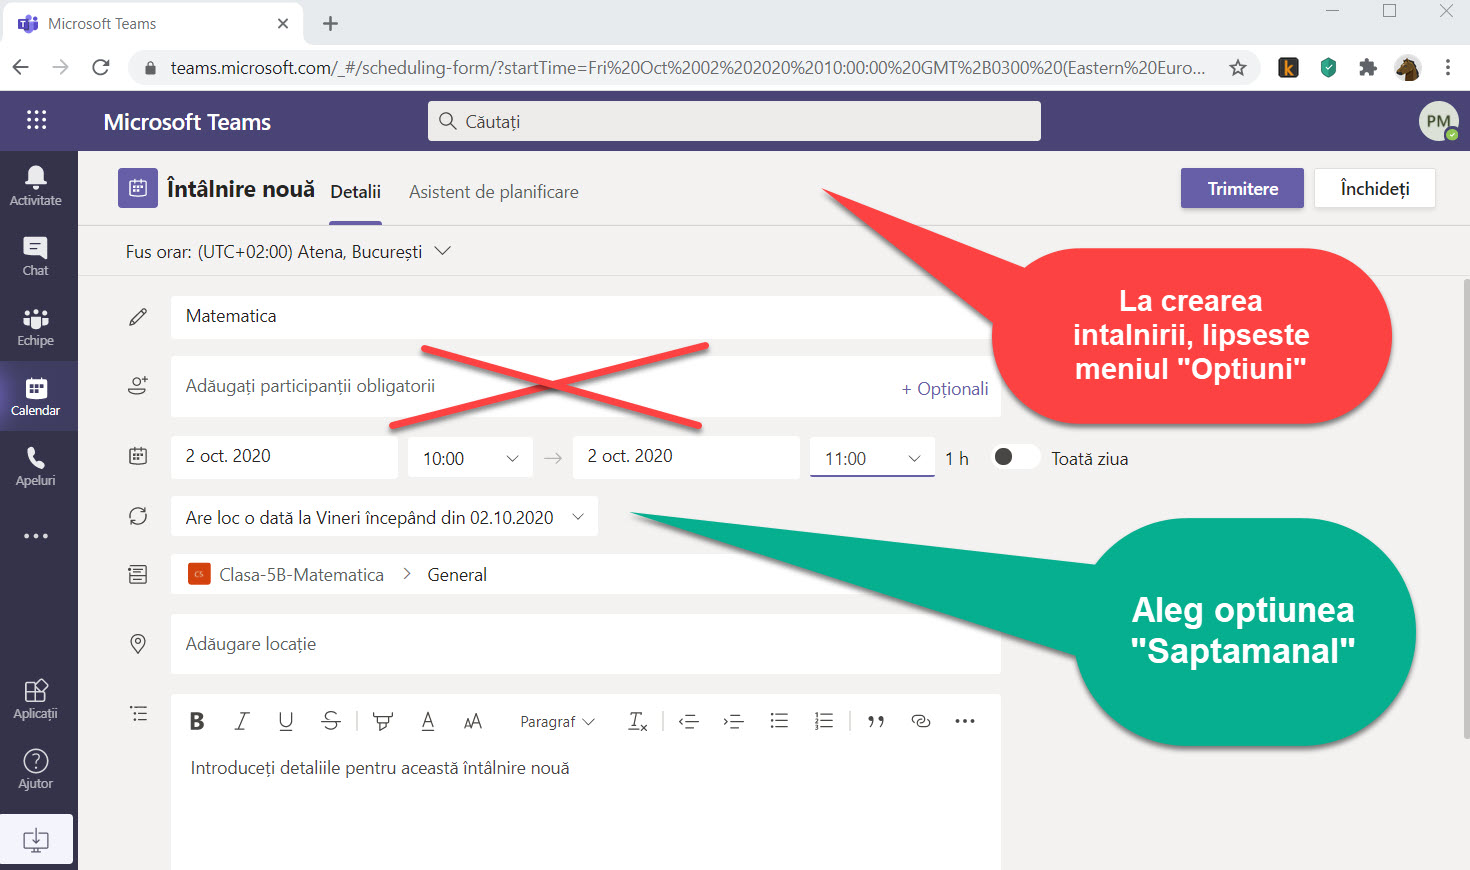 Microsoft Teams
teams.microsoft.com/_#/scheduling-form/?startTime=Fri%20Oct%2002%202020%2010:00:00%20GMT%2B0300%20(Eastern%20Euro...
k
Microsoft Teams
Căutați
PM
Activitate
Chat
Echipe
Calendar
Apeluri
Aplicații
Ajutor
Întâlnire nouă
Detalii
Asistent de planificare
Trimitere
Închideți
Fus orar: (UTC+02:00) Atena, București
Matematica
Adăugați participanții obligatorii
+ Opționali
2 oct. 2020
10:00
2 oct. 2020
11:00
1 h
Toată ziua
Are loc o dată la Vineri începând din 02.10.2020
CS
Clasa-5B-Matematica > General
Adăugare locație
B I U S A AA Paragraf Tx
Introduceți detaliile pentru această întâlnire nouă
La crearea
intalnirii, lipseste
meniul "Optiuni"
Aleg optiunea
"Saptamanal"